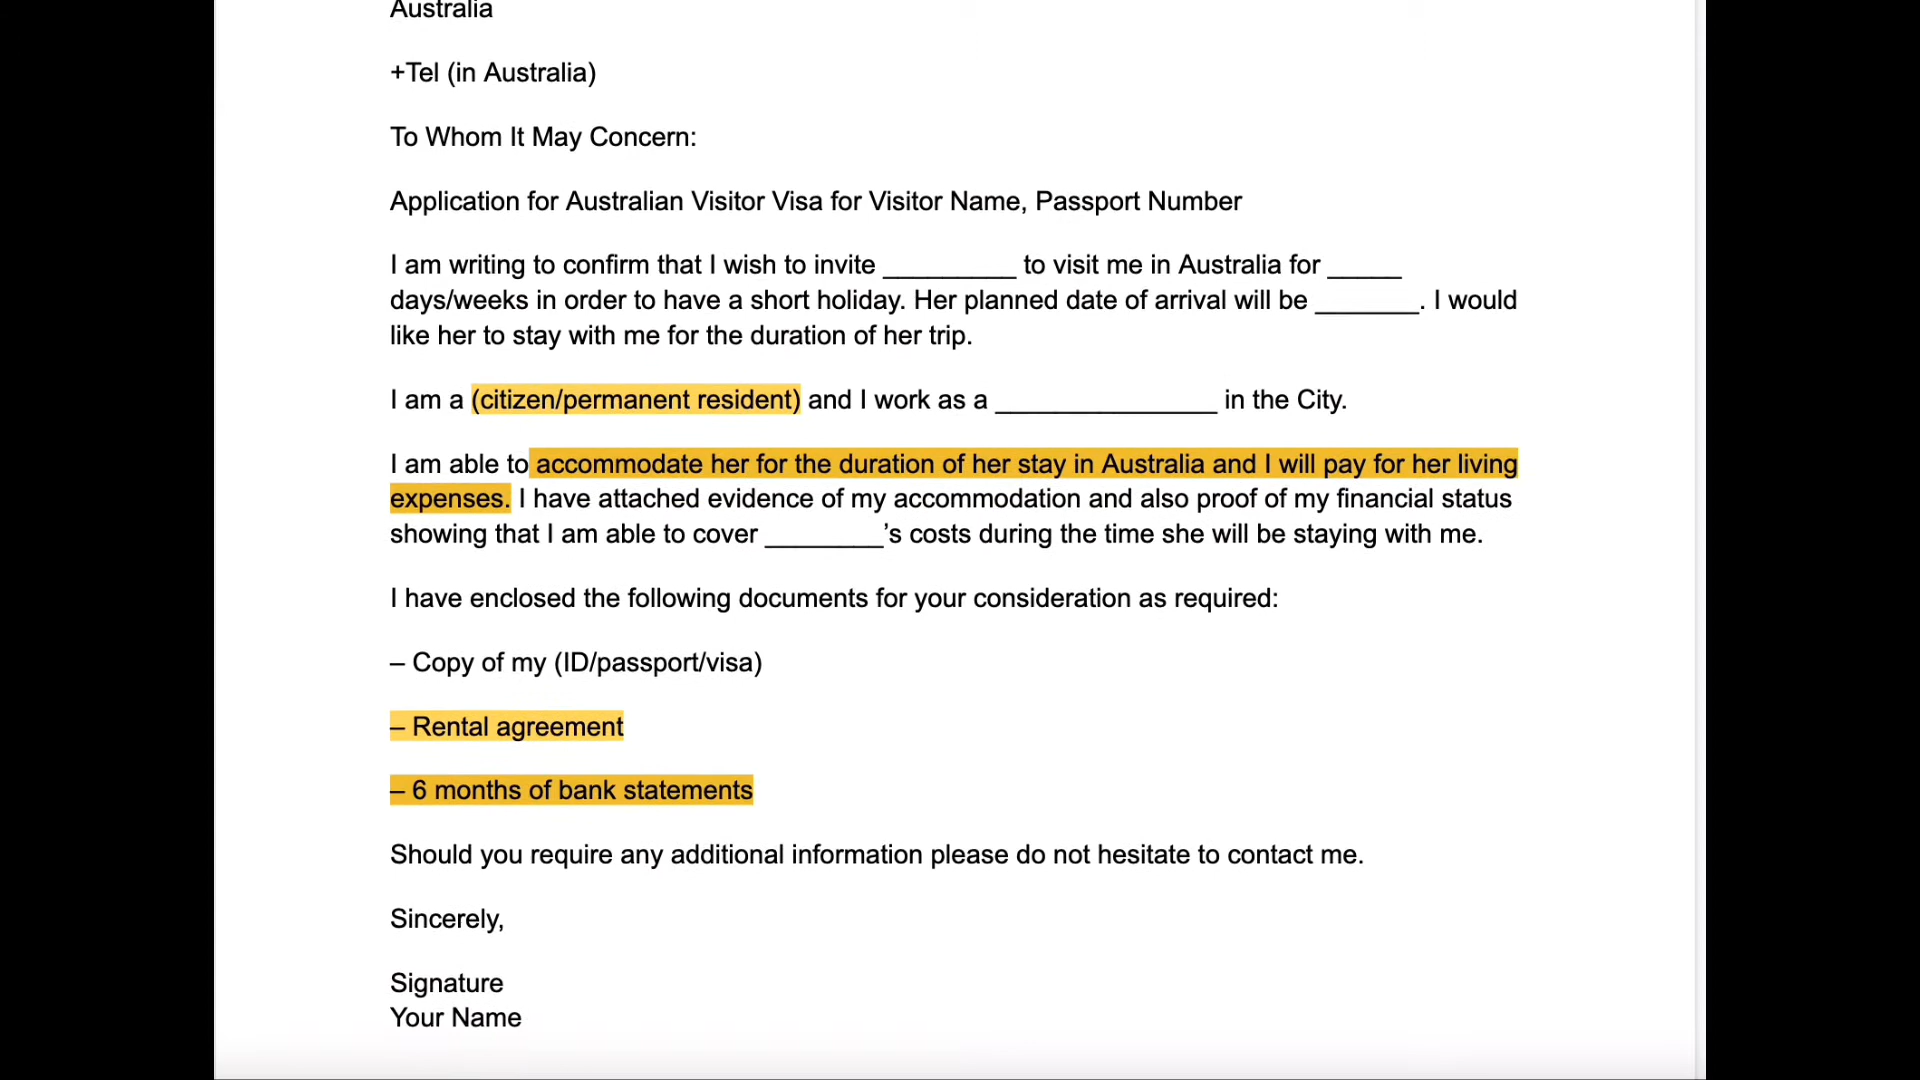 Australia
+Tel (in Australia)
To Whom It May Concern:
Application for Australian Visitor Visa for Visitor Name, Passport Number
I am writing to confirm that I wish to invite _________ to visit me in Australia for _____
days/weeks in order to have a short holiday. Her planned date of arrival will be _______. I would
like her to stay with me for the duration of her trip.
I am a (citizen/permanent resident) and I work as a _______________ in the City.
I am able to accommodate her for the duration of her stay in Australia and I will pay for her living
expenses. I have attached evidence of my accommodation and also proof of my financial status
showing that I am able to cover ________’s costs during the time she will be staying with me.
I have enclosed the following documents for your consideration as required:
– Copy of my (ID/passport/visa)
– Rental agreement
– 6 months of bank statements
Should you require any additional information please do not hesitate to contact me.
Sincerely,
Signature
Your Name